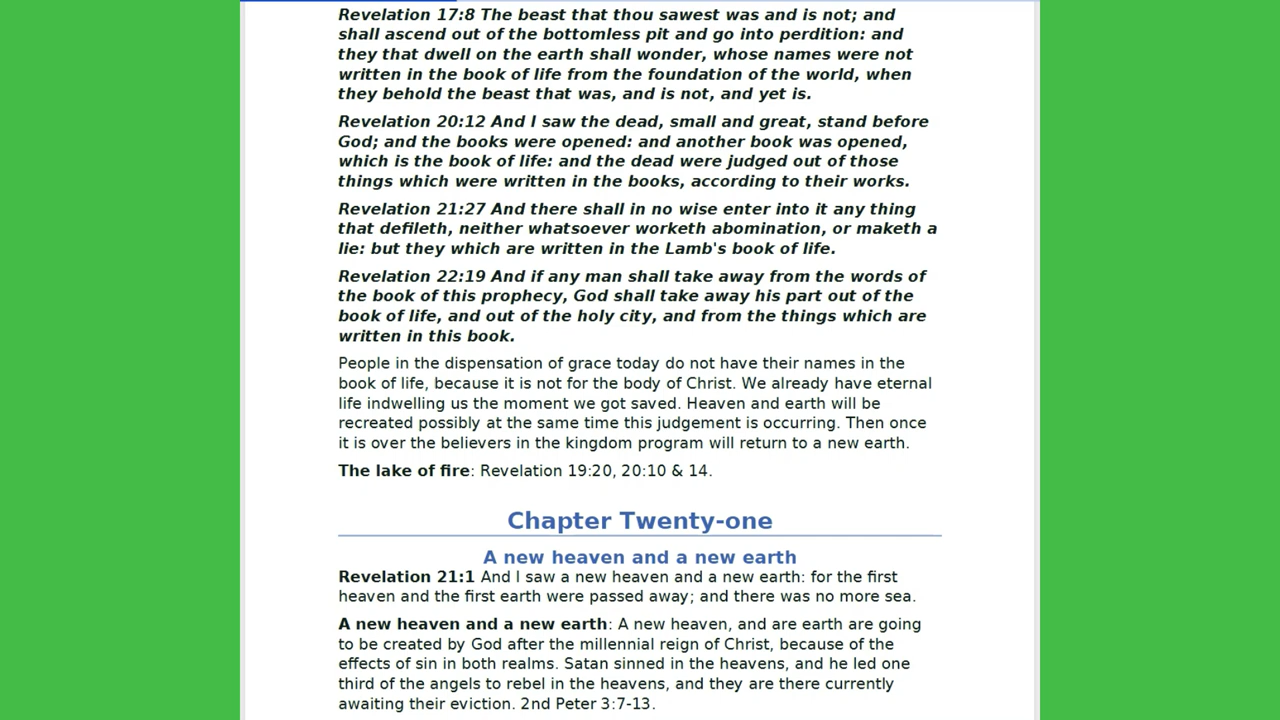 Revelation 17:8 The beast that thou sawest was and is not; and
shall ascend out of the bottomless pit and go into perdition: and
they that dwell on the earth shall wonder, whose names were not
written in the book of life from the foundation of the world, when
they behold the beast that was, and is not, and yet is.
Revelation 20:12 And I saw the dead, small and great, stand before
God; and the books were opened: and another book was opened,
which is the book of life: and the dead were judged out of those
things which were written in the books, according to their works.
Revelation 21:27 And there shall in no wise enter into it any thing
that defileth, neither whatsoever worketh abomination, or maketh a
lie: but they which are written in the Lamb's book of life.
Revelation 22:19 And if any man shall take away from the words of
the book of this prophecy, God shall take away his part out of the
book of life, and out of the holy city, and from the things which are
written in this book.
People in the dispensation of grace today do not have their names in the
book of life, because it is not for the body of Christ. We already have eternal
life indwelling us the moment we got saved. Heaven and earth will be
recreated possibly at the same time this judgement is occurring. Then once
it is over the believers in the kingdom program will return to a new earth.
The lake of fire: Revelation 19:20, 20:10 & 14.
Chapter Twenty-one
A new heaven and a new earth
Revelation 21:1 And I saw a new heaven and a new earth: for the first
heaven and the first earth were passed away; and there was no more sea.
A new heaven and a new earth: A new heaven, and are earth are going
to be created by God after the millennial reign of Christ, because of the
effects of sin in both realms. Satan sinned in the heavens, and he led one
third of the angels to rebel in the heavens, and they are there currently
awaiting their eviction. 2nd Peter 3:7-13.